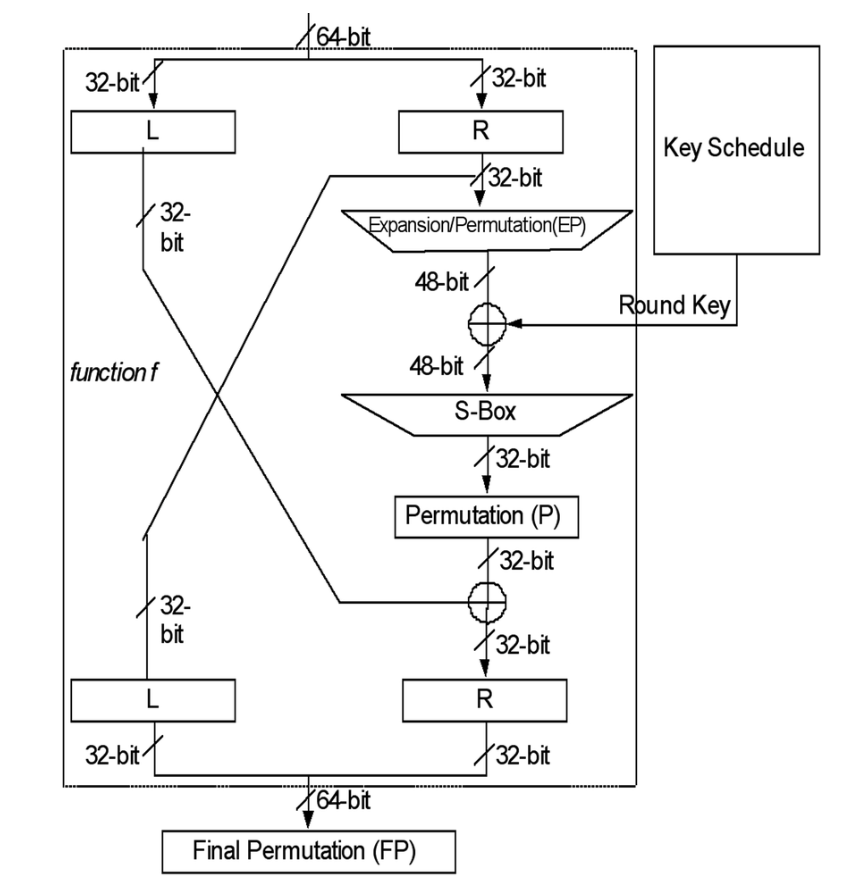 64-bit
32-bit
32-bit
L
R
Key Schedule
32-bit
32-
bit
Expansion/Permutation(EP)
48-bit
Round Key
48-bit
function f
S-Box
32-bit
Permutation (P)
32-bit
32-
bit
32-bit
L
R
32-bit
32-bit
64-bit
Final Permutation (FP)